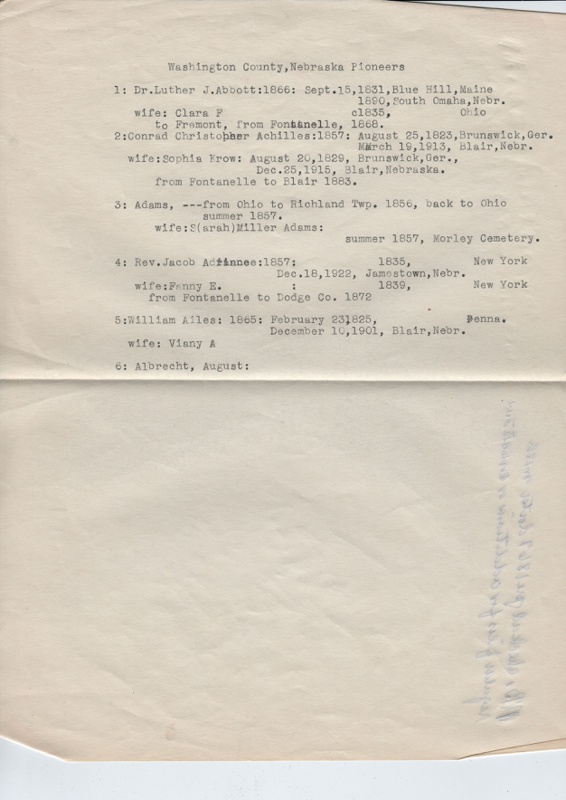 Washington County,Nebraska Pioneers
1: Dr.Luther J.Abbott:1866: Sept.15,1831,Blue Hill,Maine
1890,South Omaha,Nebr.
wife: Clara F c1835, Ohio
to Fremont, from Fontanelle, 1868.
2:Conrad Christopher Achilles:1857: August 25,1823,Brunswick,Ger.
March 19,1913, Blair,Nebr.
wife:Sophia Krow: August 20,1829, Brunswick,Ger.,
Dec.25,1915, Blair,Nebraska.
from Fontanelle to Blair 1883.
3: Adams, ---from Ohio to Richland Twp. 1856, back to Ohio
summer 1857.
wife:S(arah)Miller Adams:
summer 1857, Morley Cemetery.
4: Rev.Jacob Adriance:1857: 1835, New York
Dec.18,1922, Jamestown,Nebr.
wife:Fanny E. : 1839, New York
from Fontanelle to Dodge Co. 1872
5:William Ailes: 1865: February 23,1825, Penna.
December 10,1901, Blair,Nebr.
wife: Viany A
6: Albrecht, August: